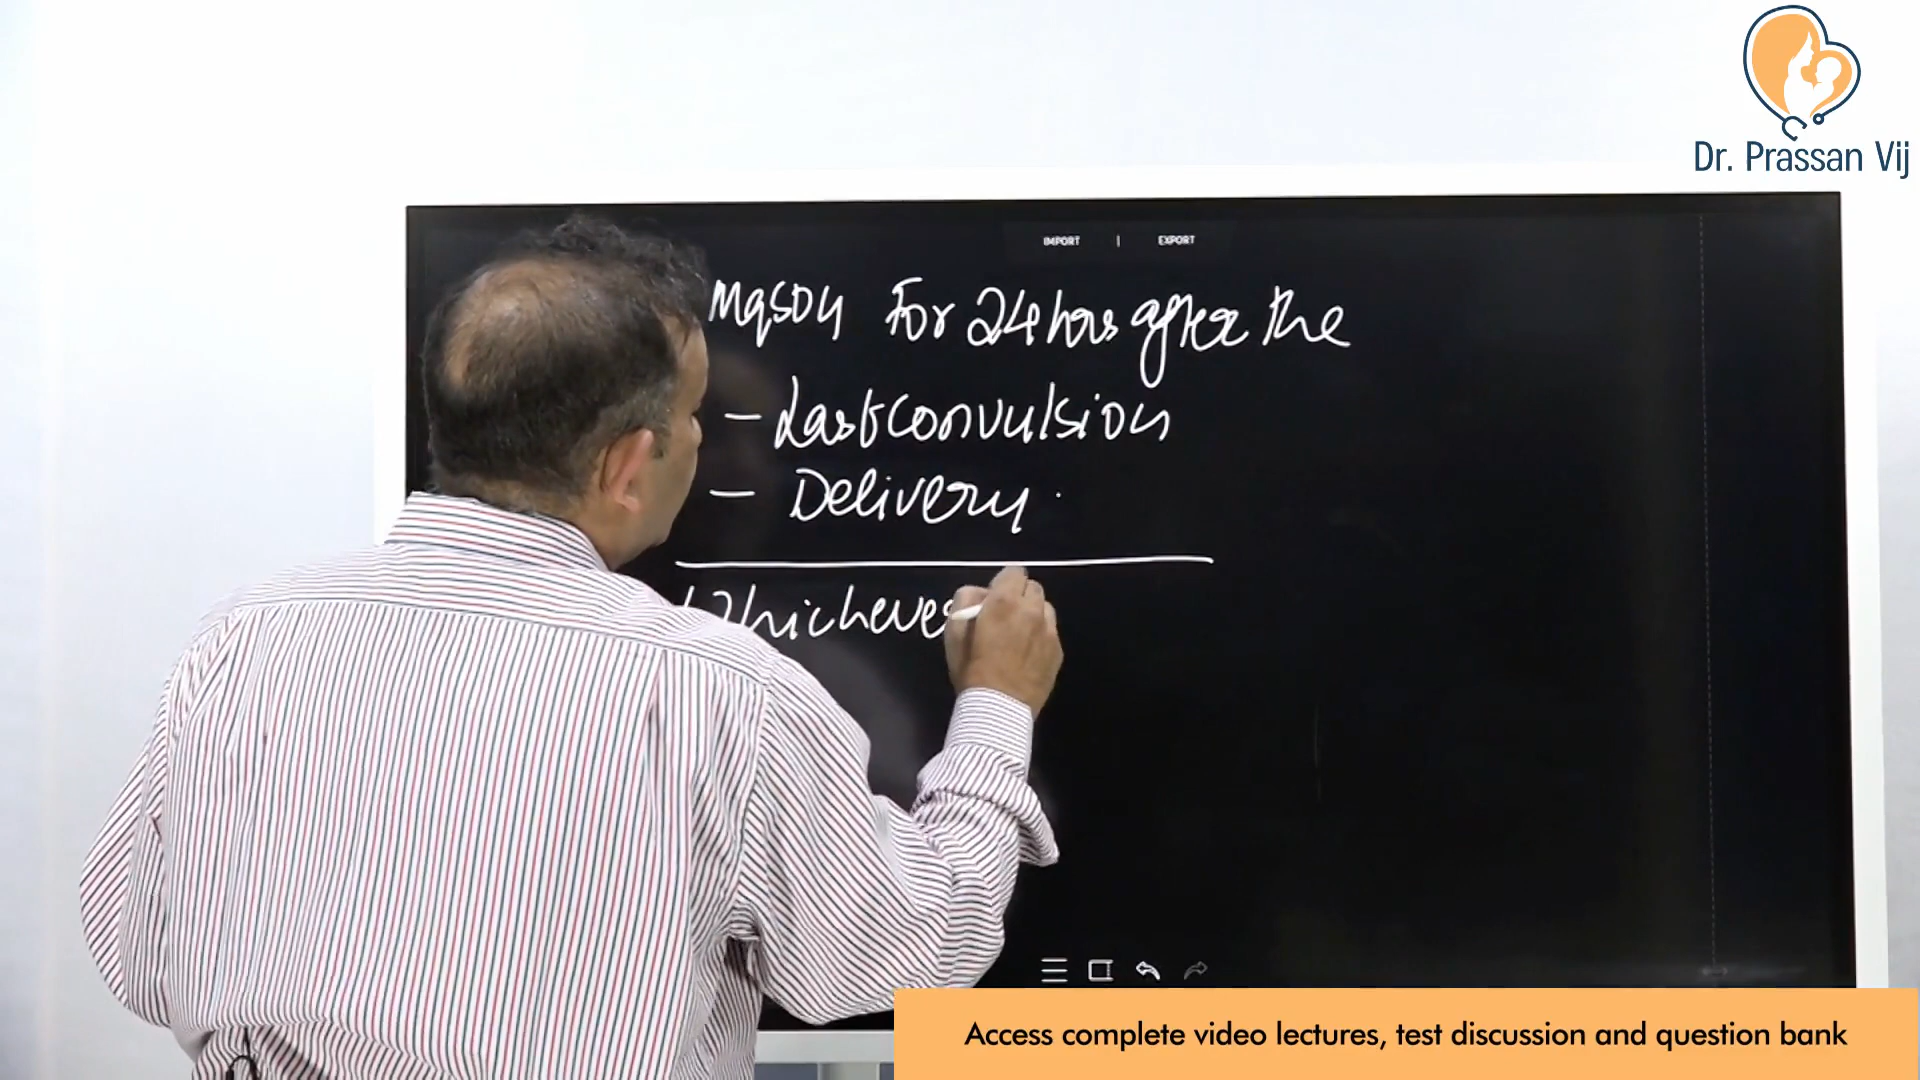 Dr. Prassan Vij
IMPORT | EXPORT
MgSO4 For 24 hours after the
- Last convulsion
- Delivery.
Whichever
Access complete video lectures, test discussion and question bank